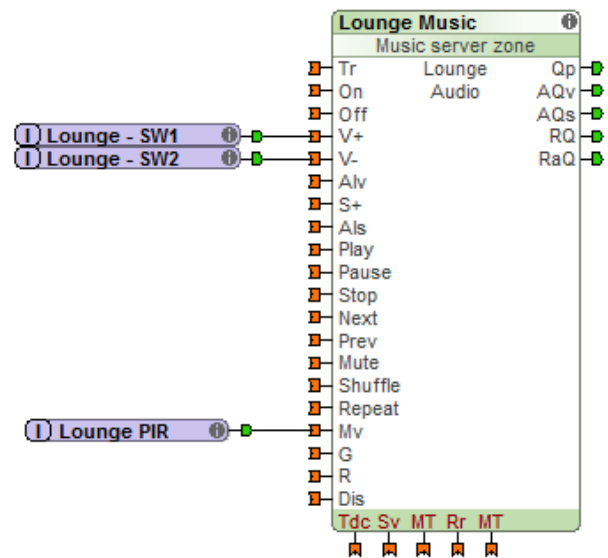 Lounge Music
Music server zone
Tr Lounge Qp
On Audio AQv
Off AQs
I Lounge - SW1 V+ RQ
I Lounge - SW2 V- RaQ
AIv
S+
AIs
Play
Pause
Stop
Next
Prev
Mute
Shuffle
Repeat
I Lounge PIR Mv
G
R
Dis
Tdc Sv MT Rr MT